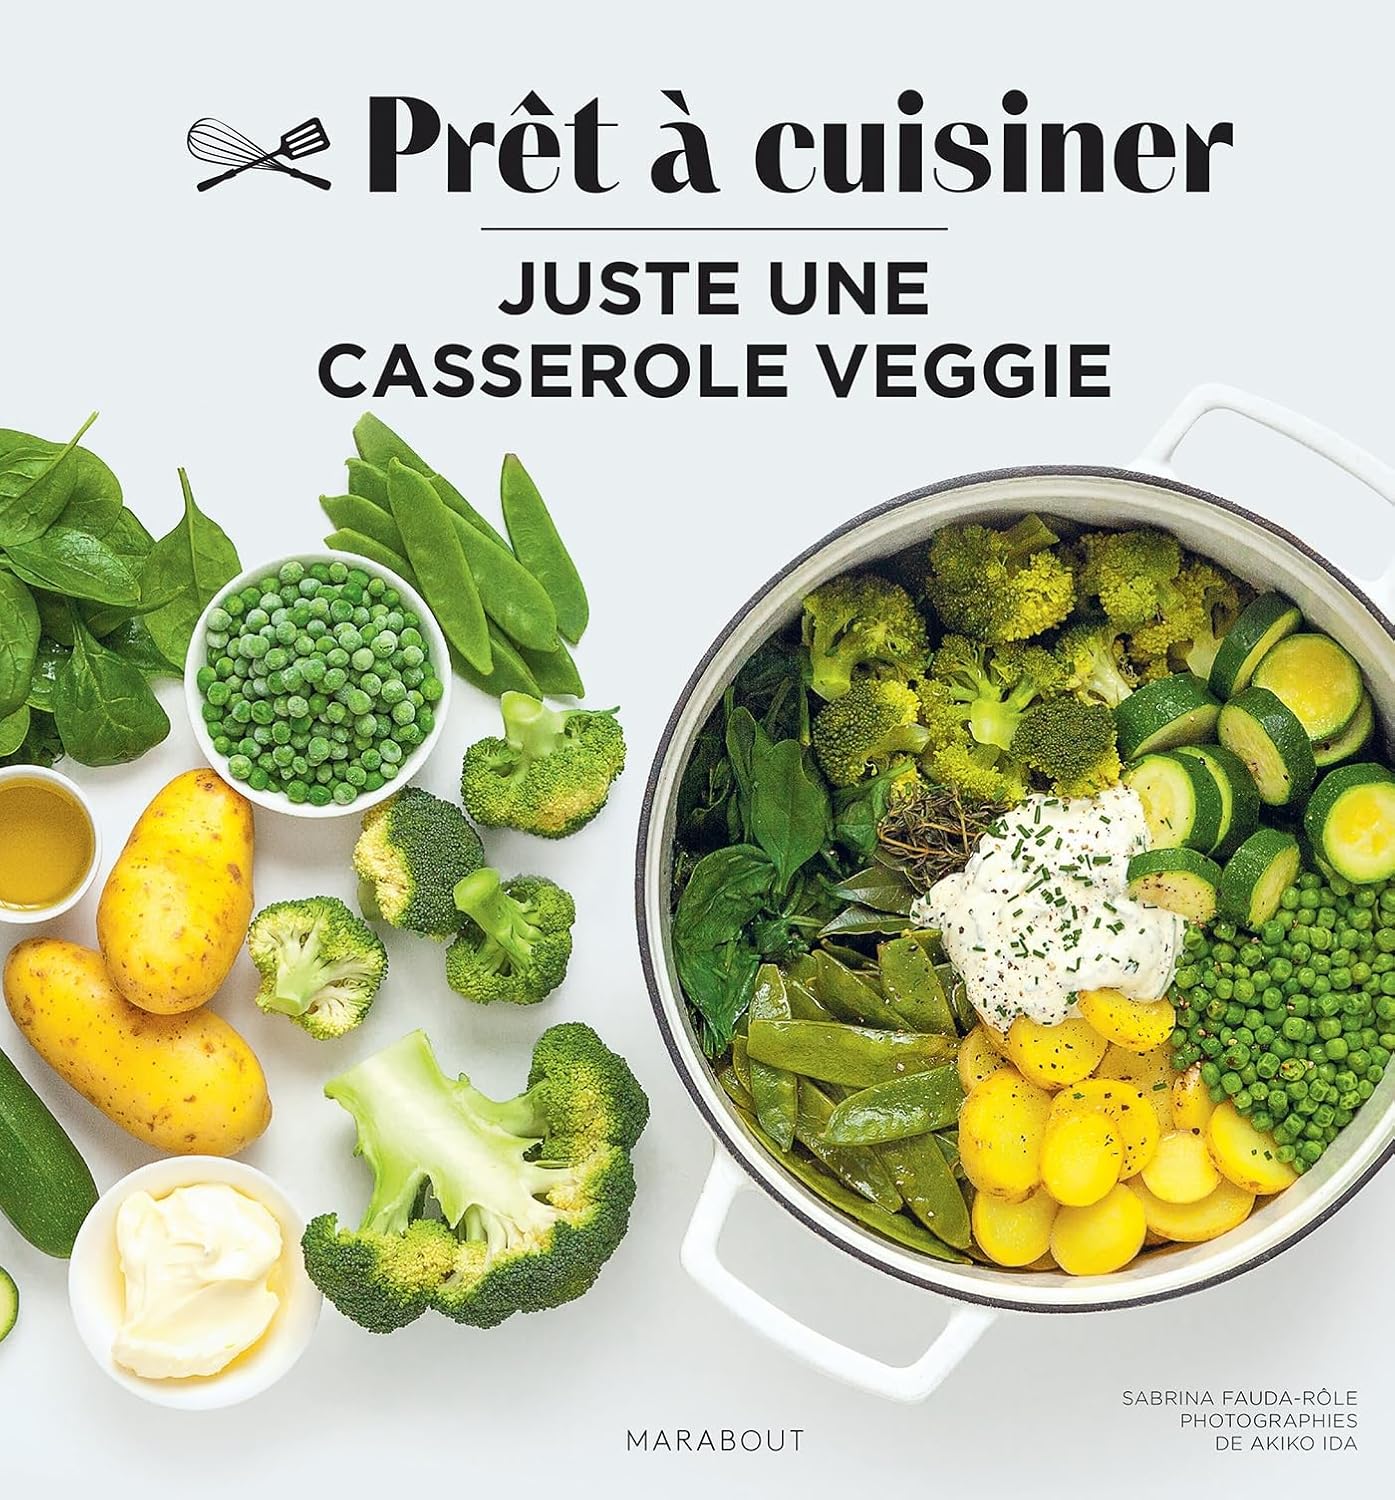 Prêt à cuisiner
JUSTE UNE
CASSEROLE VEGGIE
SABRINA FAUDA-RÔLE
PHOTOGRAPHIES
DE AKIKO IDA
MARABOUT